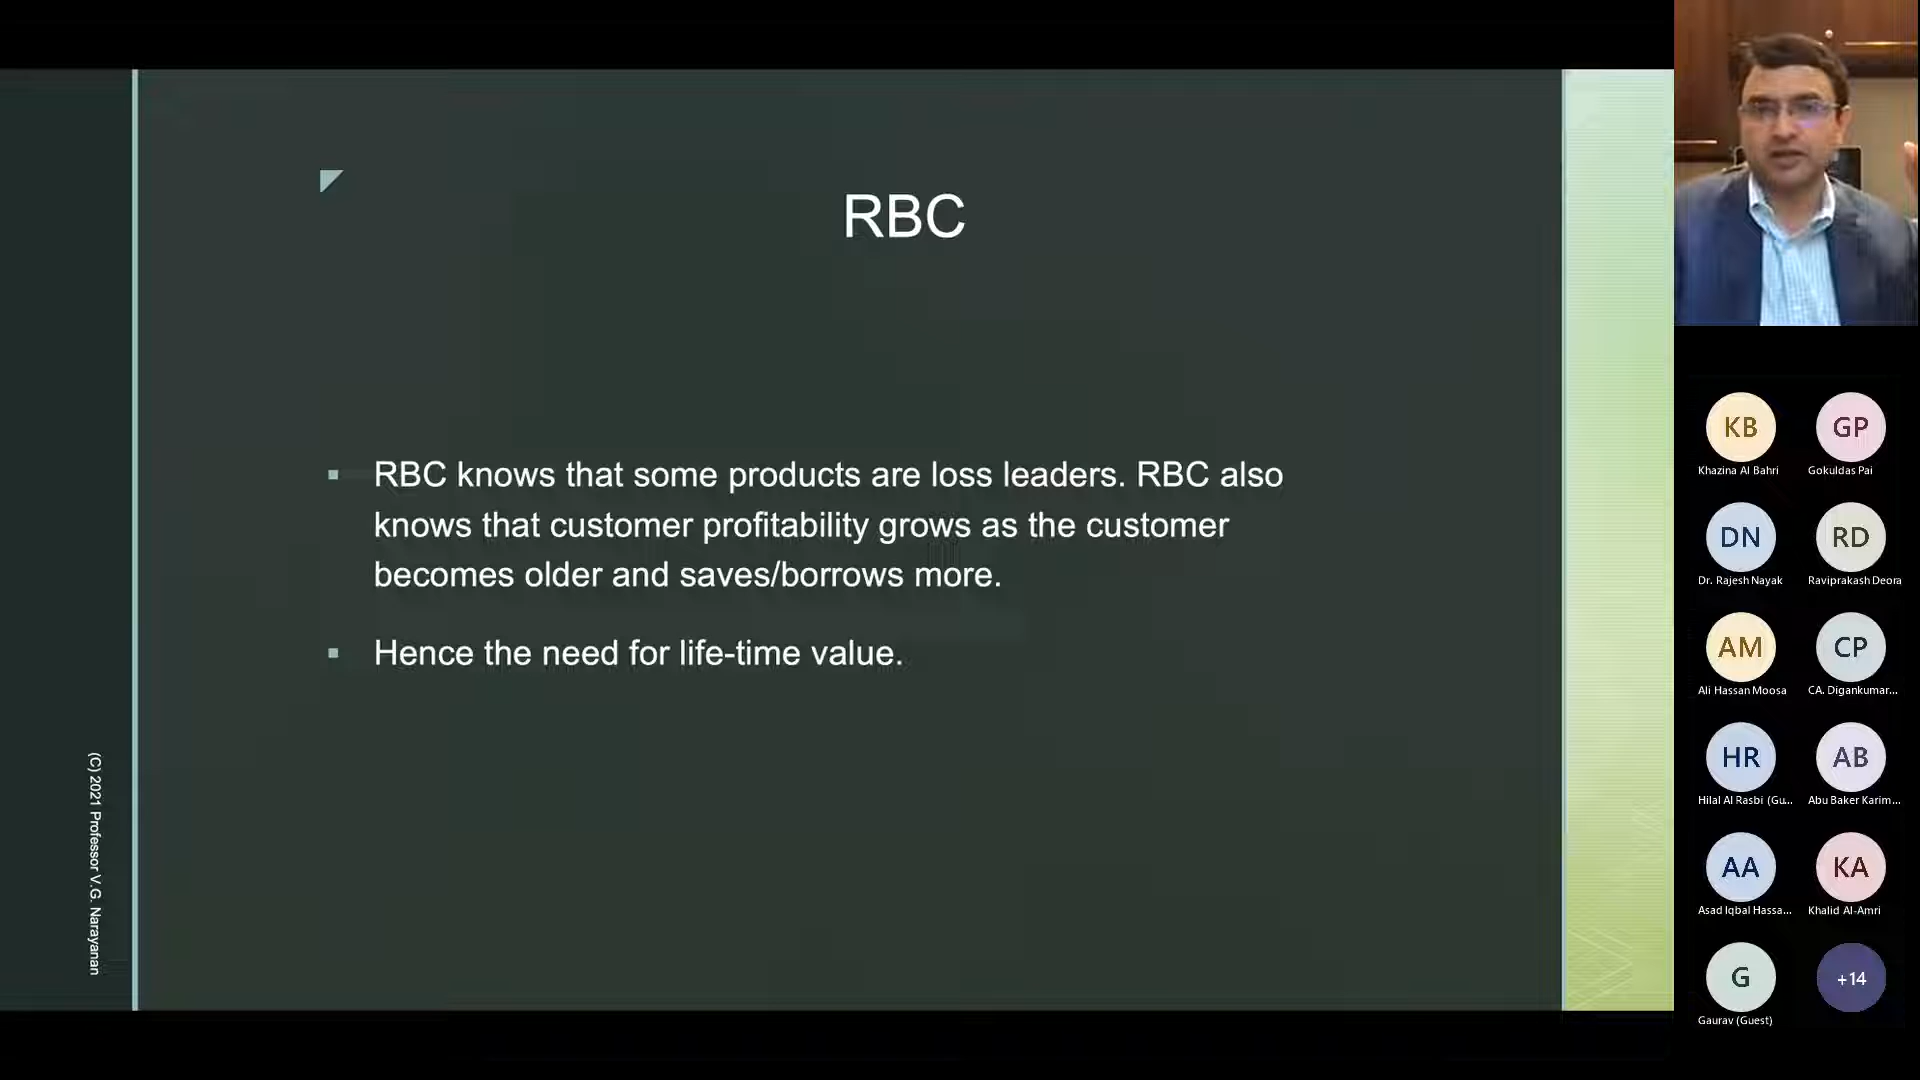 RBC
RBC knows that some products are loss leaders. RBC also
knows that customer profitability grows as the customer
becomes older and saves/borrows more.
Hence the need for life-time value.
(C) 2021 Professor V.G. Narayanan
KB
Khazina Al Bahri
GP
Gokuldas Pai
DN
Dr. Rajesh Nayak
RD
Raviprakash Deora
AM
Ali Hassan Moosa
CP
CA. Digankumar...
HR
Hilal Al Rasbi (Gu...
AB
Abu Baker Karim...
AA
Asad Iqbal Hassa...
KA
Khalid Al-Amri
G
Gaurav (Guest)
+14